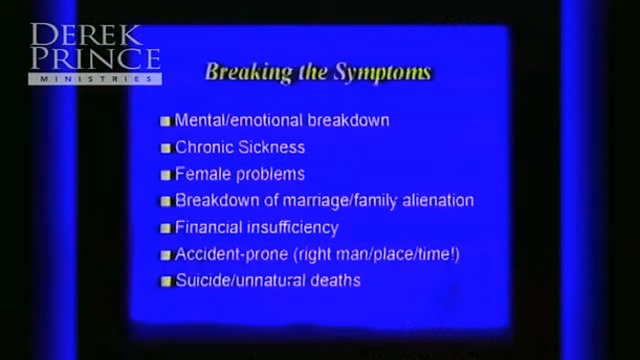 DEREK
PRINCE
MINISTRIES
Breaking the Symptoms
Mental/emotional breakdown
Chronic Sickness
Female problems
Breakdown of marriage/family alienation
Financial insufficiency
Accident-prone (right man/place/time!)
Suicide/unnatural deaths